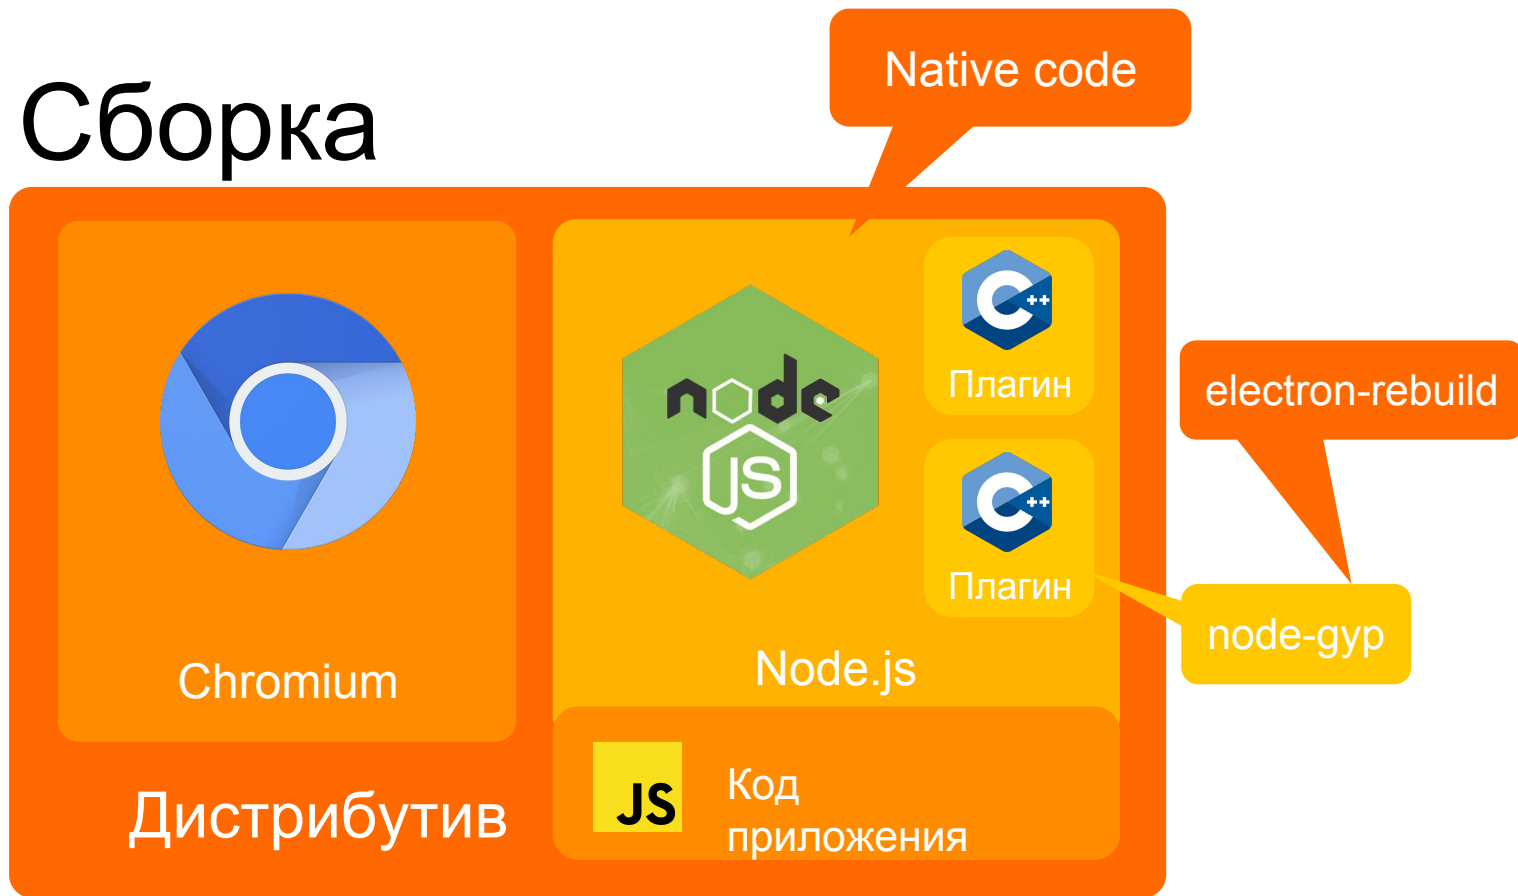 Native code
Сборка
C++
Плагин
electron-rebuild
node
JS
C++
Плагин
node-gyp
Node.js
Chromium
JS
Код
приложения
Дистрибутив